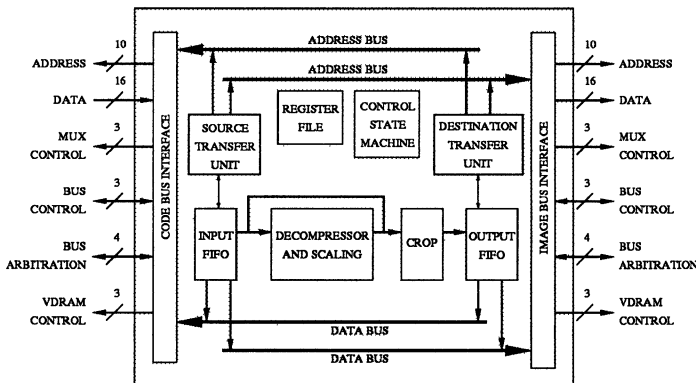 ADDRESS BUS
ADDRESS BUS
10
ADDRESS
16
DATA
3
MUX
CONTROL
3
BUS
CONTROL
4
BUS
ARBITRATION
3
VDRAM
CONTROL
CODE BUS INTERFACE
SOURCE
TRANSFER
UNIT
REGISTER
FILE
CONTROL
STATE
MACHINE
DESTINATION
TRANSFER
UNIT
INPUT
FIFO
DECOMPRESSOR
AND SCALING
CROP
OUTPUT
FIFO
DATA BUS
DATA BUS
IMAGE BUS INTERFACE
10
ADDRESS
16
DATA
3
MUX
CONTROL
3
BUS
CONTROL
4
BUS
ARBITRATION
3
VDRAM
CONTROL